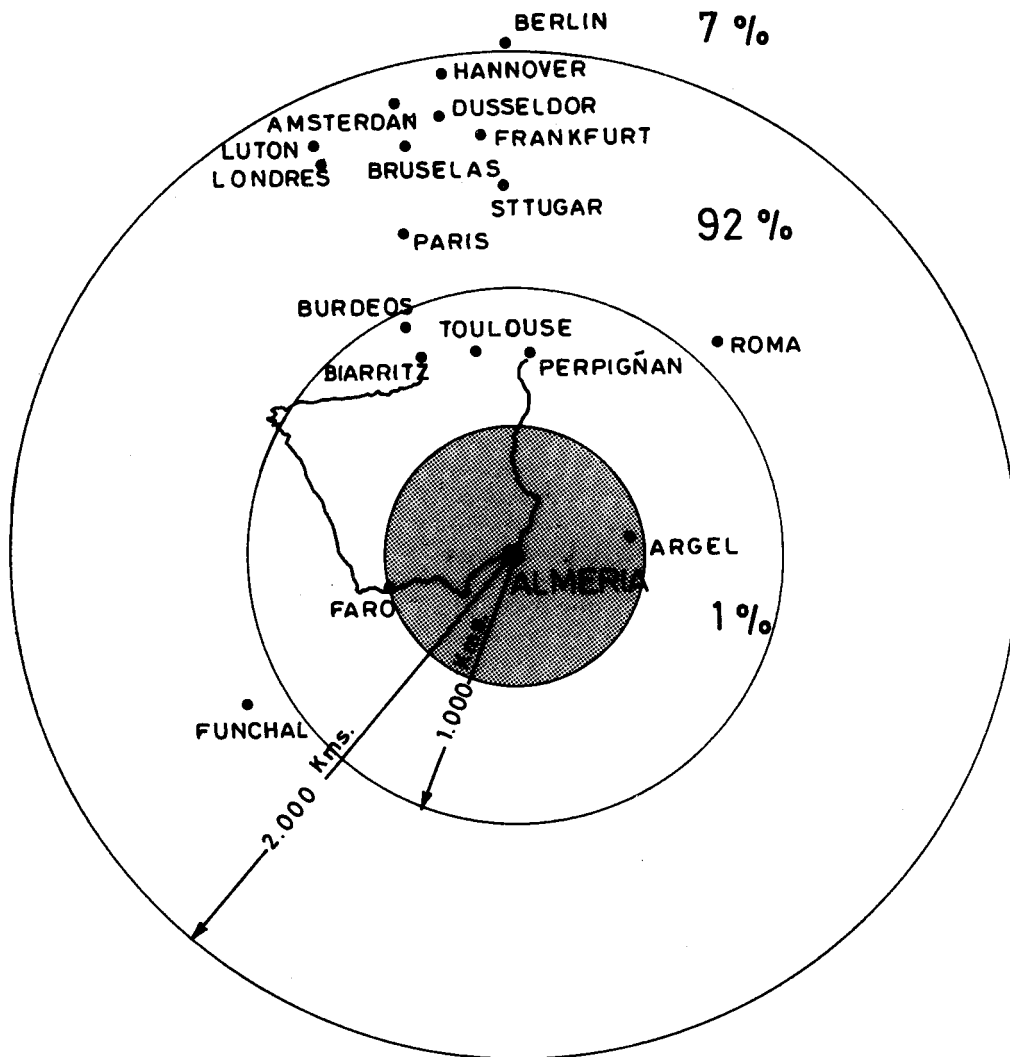 BERLIN
7 %
HANNOVER
DUSSELDOR
AMSTERDAN
FRANKFURT
LUTON
BRUSELAS
LONDRES
STTUGAR
92 %
PARIS
BURDEOS
TOULOUSE
ROMA
BIARRITZ
PERPIGÑAN
ARGEL
ALMERIA
FARO
1 %
FUNCHAL
1.000 Kms.
2.000 Kms.